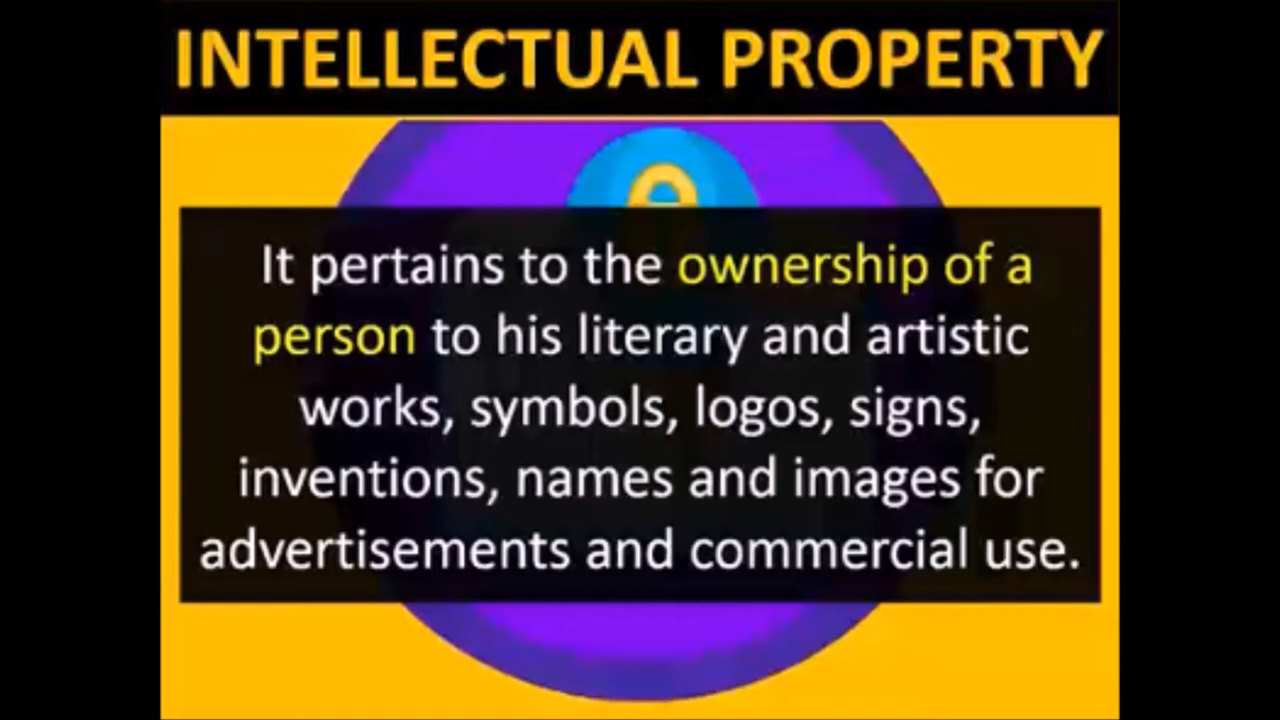 INTELLECTUAL PROPERTY
It pertains to the ownership of a
person to his literary and artistic
works, symbols, logos, signs,
inventions, names and images for
advertisements and commercial use.